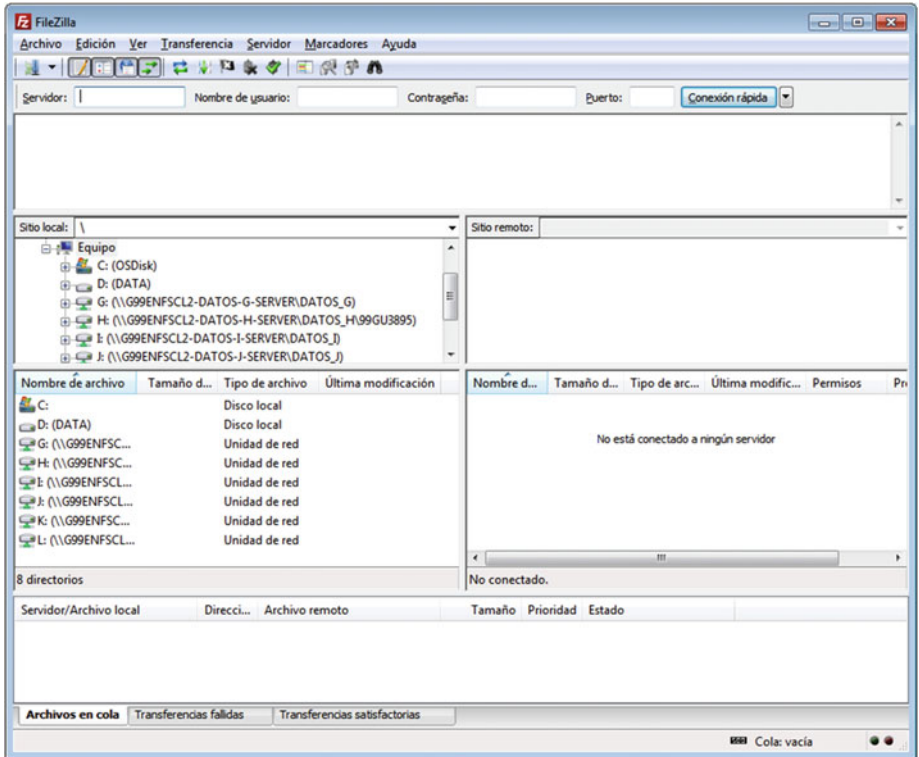 FileZilla
Archivo Edición Ver Transferencia Servidor Marcadores Ayuda
Servidor: Nombre de usuario: Contraseña: Puerto: Conexión rápida
Sitio local: \
Equipo
C: (OSDisk)
D: (DATA)
G: (\\G99ENFSCL2-DATOS-G-SERVER\DATOS_G)
H: (\\G99ENFSCL2-DATOS-H-SERVER\DATOS_H\99GU3895)
I: (\\G99ENFSCL2-DATOS-I-SERVER\DATOS_I)
J: (\\G99ENFSCL2-DATOS-J-SERVER\DATOS_J)
Sitio remoto:
Nombre de archivo Tamaño d... Tipo de archivo Última modificación
C: Disco local
D: (DATA) Disco local
G: (\\G99ENFSC... Unidad de red
H: (\\G99ENFSC... Unidad de red
I: (\\G99ENFSCL... Unidad de red
J: (\\G99ENFSCL... Unidad de red
K: (\\G99ENFSC... Unidad de red
L: (\\G99ENFSCL... Unidad de red
8 directorios
Nombre d... Tamaño d... Tipo de arc... Última modific... Permisos Pr
No está conectado a ningún servidor
No conectado.
Servidor/Archivo local Direcci... Archivo remoto Tamaño Prioridad Estado
Archivos en cola Transferencias fallidas Transferencias satisfactorias
Cola: vacía